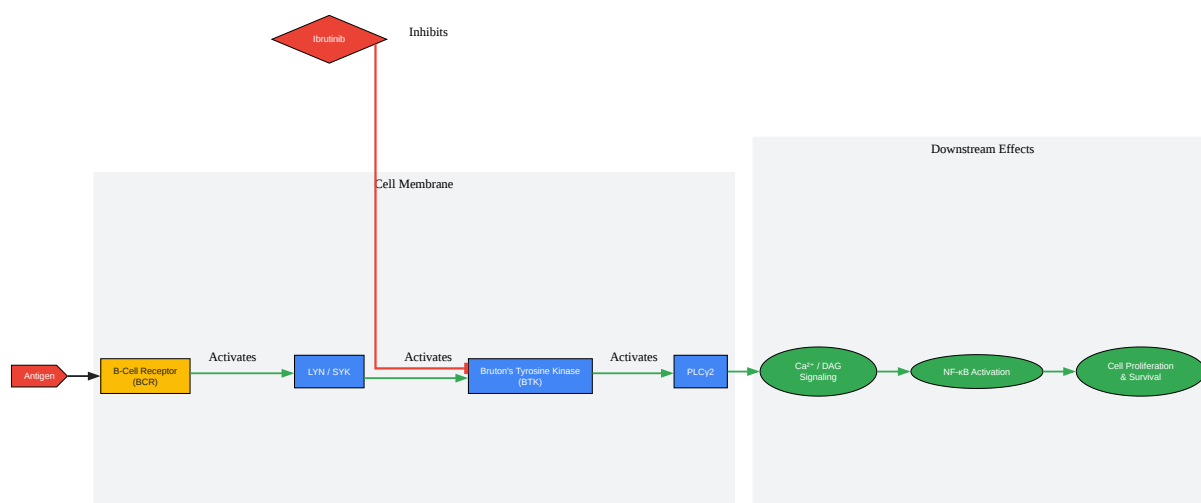 Ibrutinib
Inhibits
Downstream Effects
Cell Membrane
Antigen
B-Cell Receptor
(BCR)
Activates
LYN / SYK
Activates
Bruton's Tyrosine Kinase
(BTK)
Activates
PLCγ2
Ca²⁺ / DAG
Signaling
NF-κB Activation
Cell Proliferation
& Survival